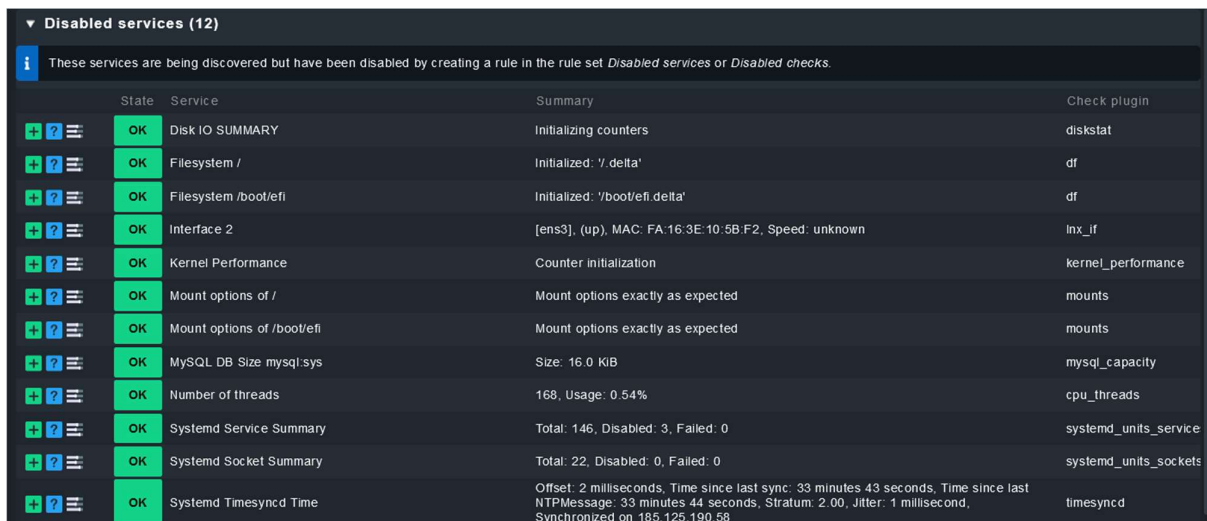 ▼ Disabled services (12)
i These services are being discovered but have been disabled by creating a rule in the rule set Disabled services or Disabled checks.
State Service Summary Check plugin
OK Disk IO SUMMARY Initializing counters diskstat
OK Filesystem / Initialized: '/.delta' df
OK Filesystem /boot/efi Initialized: '/boot/efi.delta' df
OK Interface 2 [ens3], (up), MAC: FA:16:3E:10:5B:F2, Speed: unknown lnx_if
OK Kernel Performance Counter initialization kernel_performance
OK Mount options of / Mount options exactly as expected mounts
OK Mount options of /boot/efi Mount options exactly as expected mounts
OK MySQL DB Size mysql:sys Size: 16.0 KiB mysql_capacity
OK Number of threads 168, Usage: 0.54% cpu_threads
OK Systemd Service Summary Total: 146, Disabled: 3, Failed: 0 systemd_units_services
OK Systemd Socket Summary Total: 22, Disabled: 0, Failed: 0 systemd_units_sockets
OK Systemd Timesyncd Time Offset: 2 milliseconds, Time since last sync: 33 minutes 43 seconds, Time since last
NTPMessage: 33 minutes 44 seconds, Stratum: 2.00, Jitter: 1 millisecond, timesyncd
Synchronized on 185.125.190.58